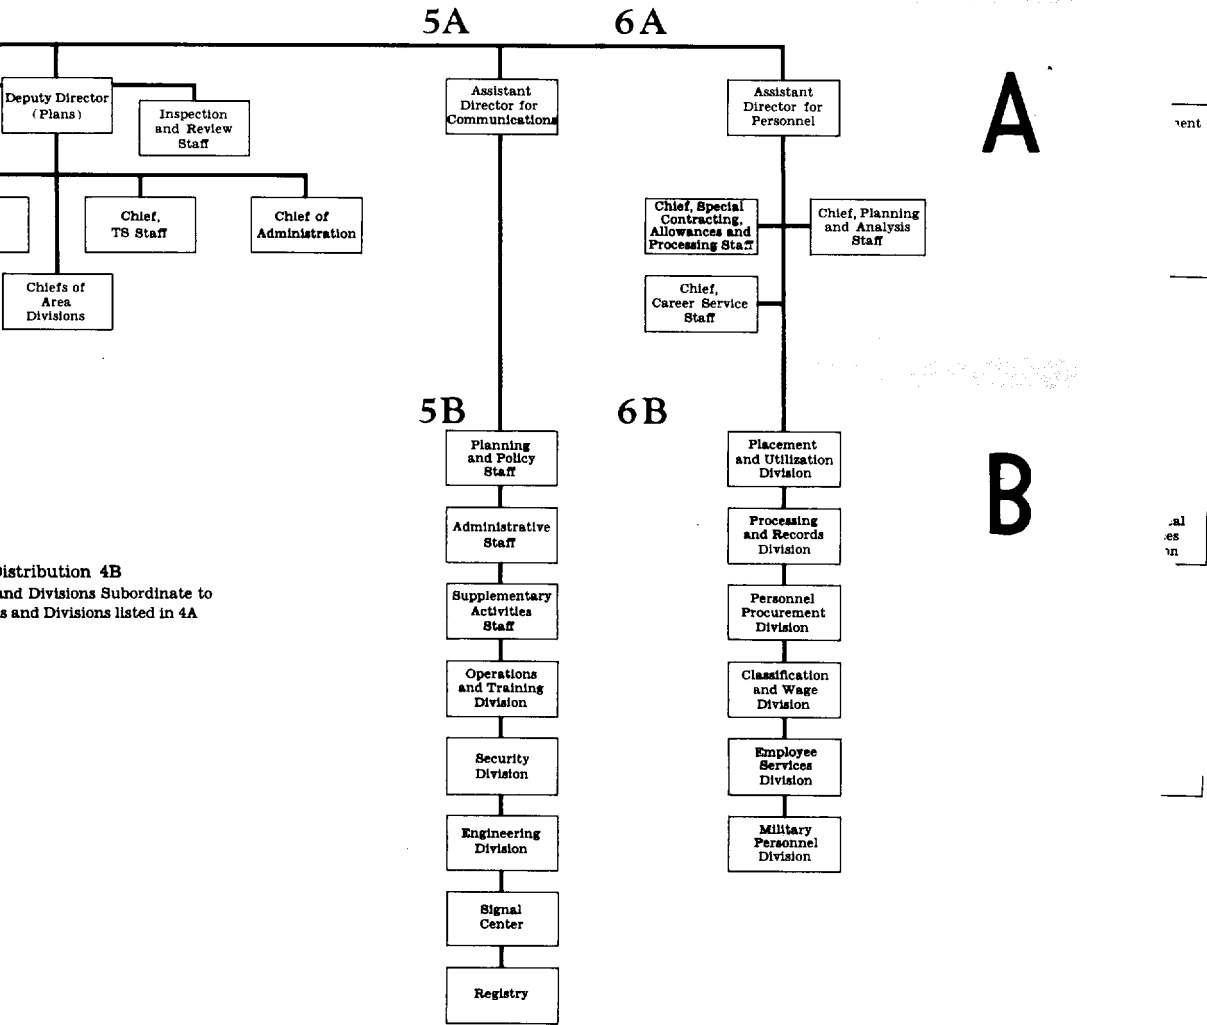 5A
6A
Deputy Director
(Plans)
Inspection
and Review
Staff
Assistant
Director for
Communications
Assistant
Director for
Personnel
A
Chief,
TS Staff
Chief of
Administration
Chief, Special
Contracting,
Allowances and
Processing Staff
Chief, Planning
and Analysis
Staff
Chiefs of
Area
Divisions
Chief,
Career Service
Staff
5B
6B
B
Planning
and Policy
Staff
Administrative
Staff
Supplementary
Activities
Staff
Operations
and Training
Division
Security
Division
Engineering
Division
Signal
Center
Registry
Placement
and Utilization
Division
Processing
and Records
Division
Personnel
Procurement
Division
Classification
and Wage
Division
Employee
Services
Division
Military
Personnel
Division
istribution 4B
and Divisions Subordinate to
s and Divisions listed in 4A